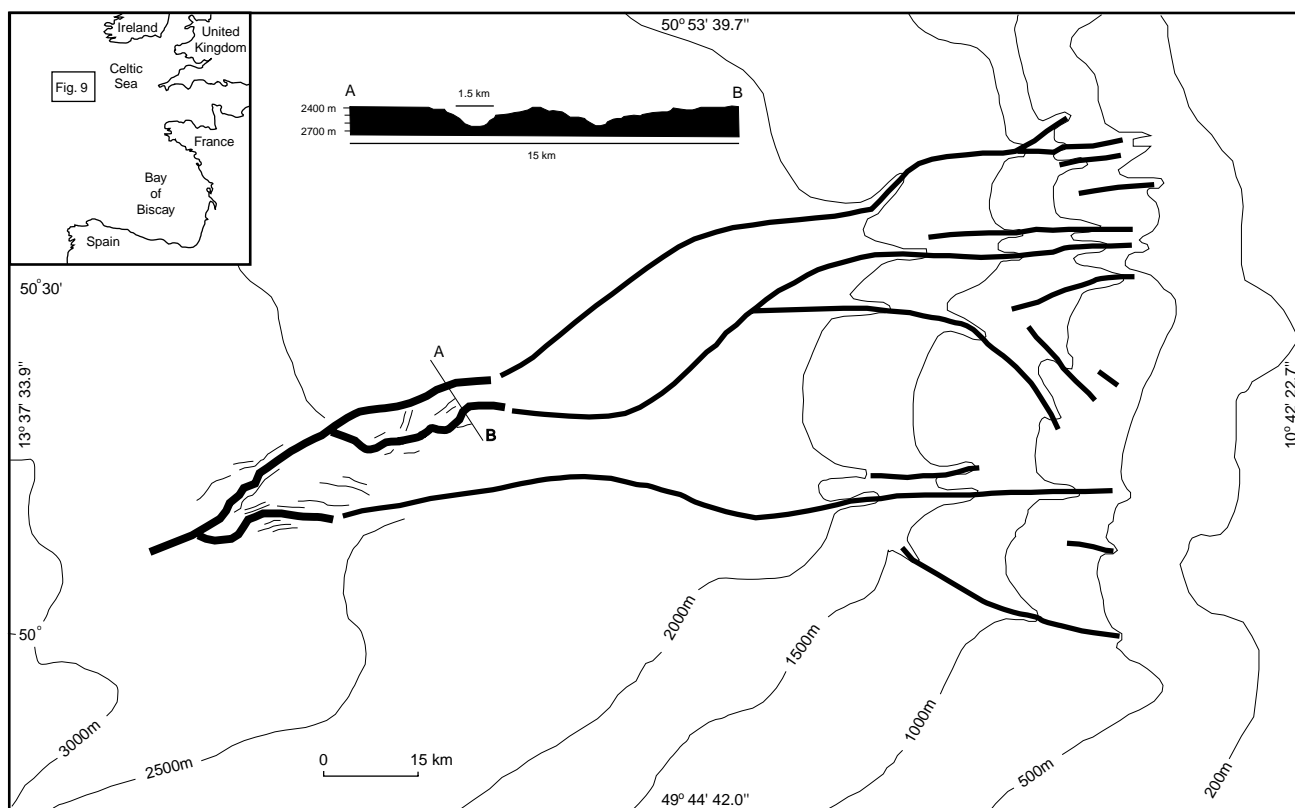 Ireland
United
Kingdom
Celtic
Sea
Fig. 9
France
Bay
of
Biscay
Spain
50° 53' 39.7"
A
B
1.5 km
2400 m
2700 m
15 km
50° 30'
13° 37' 33.9"
10° 42' 22.7"
A
B
50°
3000m
2500m
2000m
1500m
1000m
500m
200m
0 15 km
49° 44' 42.0"